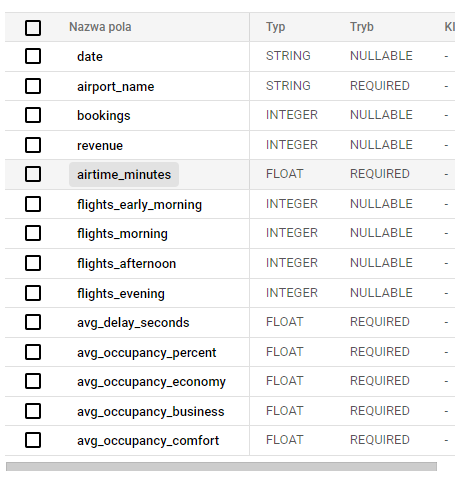 Nazwa pola Typ Tryb Kl
date STRING NULLABLE -
airport_name STRING REQUIRED -
bookings INTEGER NULLABLE -
revenue INTEGER NULLABLE -
airtime_minutes FLOAT REQUIRED -
flights_early_morning INTEGER NULLABLE -
flights_morning INTEGER NULLABLE -
flights_afternoon INTEGER NULLABLE -
flights_evening INTEGER NULLABLE -
avg_delay_seconds FLOAT REQUIRED -
avg_occupancy_percent FLOAT REQUIRED -
avg_occupancy_economy FLOAT REQUIRED -
avg_occupancy_business FLOAT REQUIRED -
avg_occupancy_comfort FLOAT REQUIRED -